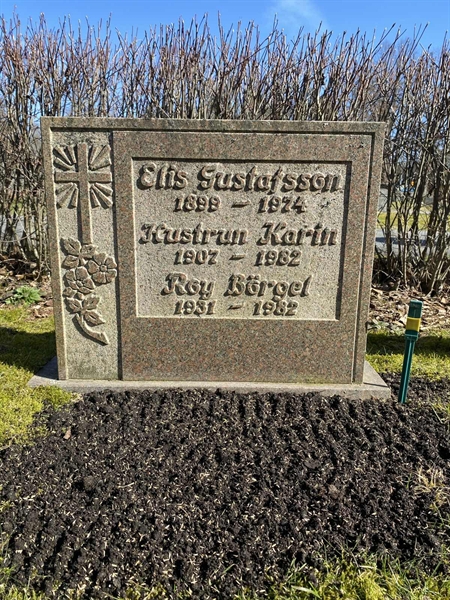 Elis Gustafsson
1899 - 1974
Hustrun Karin
1907 - 1982
Roy Börgel
1931 - 1982